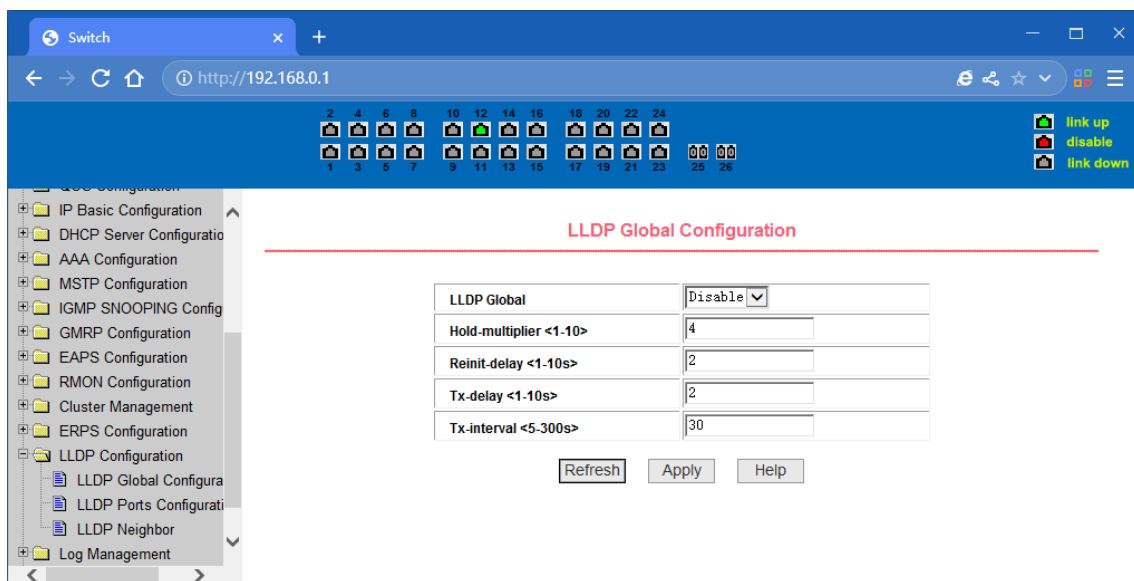 Switch
http://192.168.0.1
2 4 6 8 10 12 14 16 18 20 22 24
1 3 5 7 9 11 13 15 17 19 21 23 25 26
link up
disable
link down
QOS Configuration
IP Basic Configuration
DHCP Server Configuratio
AAA Configuration
MSTP Configuration
IGMP SNOOPING Config
GMRP Configuration
EAPS Configuration
RMON Configuration
Cluster Management
ERPS Configuration
LLDP Configuration
LLDP Global Configura
LLDP Ports Configurati
LLDP Neighbor
Log Management
LLDP Global Configuration
LLDP Global Disable
Hold-multiplier <1-10> 4
Reinit-delay <1-10s> 2
Tx-delay <1-10s> 2
Tx-interval <5-300s> 30
Refresh Apply Help